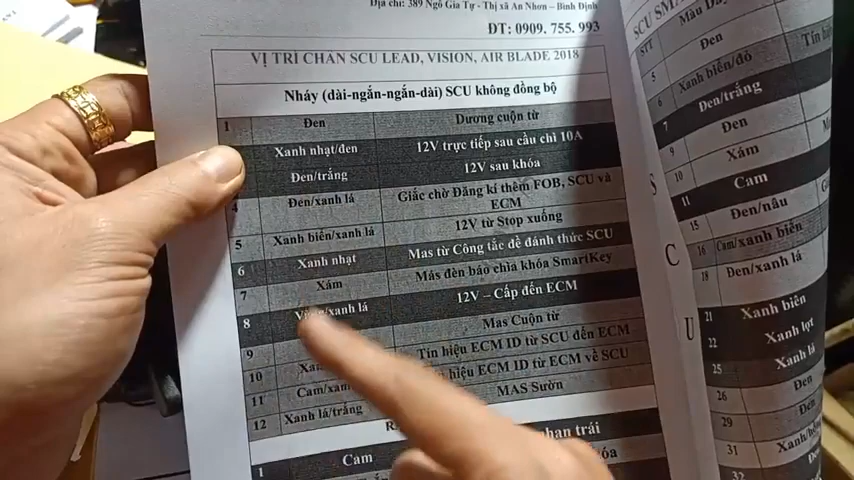 Địa chỉ: 389 Ngô Gia Tự - Thị xã An Nhơn – Bình Định
ĐT: 0909. 755. 993
VỊ TRÍ CHAN SCU LEAD, VISION, AIR BLADE 2018
Nháy (dài-ngắn-ngắn-dài) SCU không đồng bộ
1 Đen Dương cuộn từ
Xanh nhạt/đen 12V trực tiếp sau cầu chì 10A
Đen/trắng 12V sau khóa
4 Đen/xanh lá Giắc chờ Đăng kí thêm FOB, SCU và ECM
5 Xanh biển/xanh lá 12V từ Stop xuống
6 Xanh nhạt Mas từ Công tắc để đánh thức SCU
7 Xám Más đèn báo chìa khóa SmartKey
8 Vàng/xanh lá 12V – Cấp đến ECM
9 Mas Cuộn từ
10 Tín hiệu ECM ID từ SCU đến ECM
11 Cam/xanh hiệu ECM ID từ ECM về SCU
12 Xanh lá/trắng MAS Sườn
1 Cam phan trái
SCU
SCU
STT
5 Đen
6 Xanh biển/đỏ Tín
7 Đen/trắng
9 Đen
10 Xám
11 Cam
15 Đen/nâu
16 Cam/xanh biển
18 Đen/xanh lá
21 Xanh biển
22 Xanh lợt
25 Xanh lá
26 Đen
29 Đen
31
32